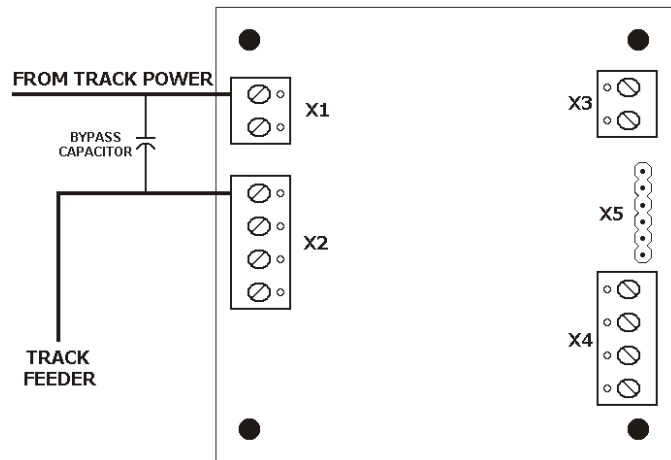 FROM TRACK POWER
X1
X3
BYPASS
CAPACITOR
X5
X2
X4
TRACK
FEEDER